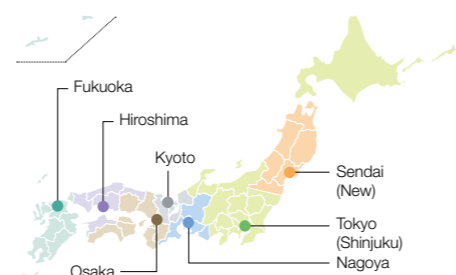 Fukuoka
Hiroshima
Kyoto
Sendai
(New)
Tokyo
(Shinjuku)
Nagoya
Osaka